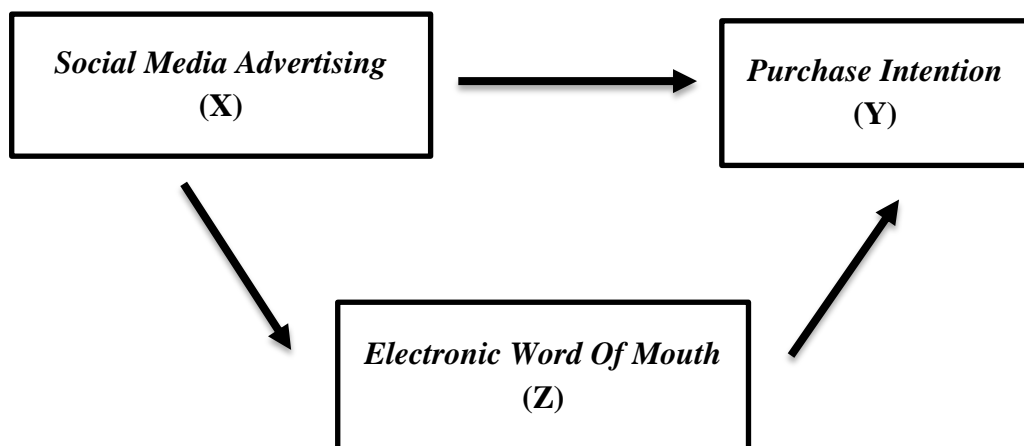 Social Media Advertising
(X)
Purchase Intention
(Y)
Electronic Word Of Mouth
(Z)